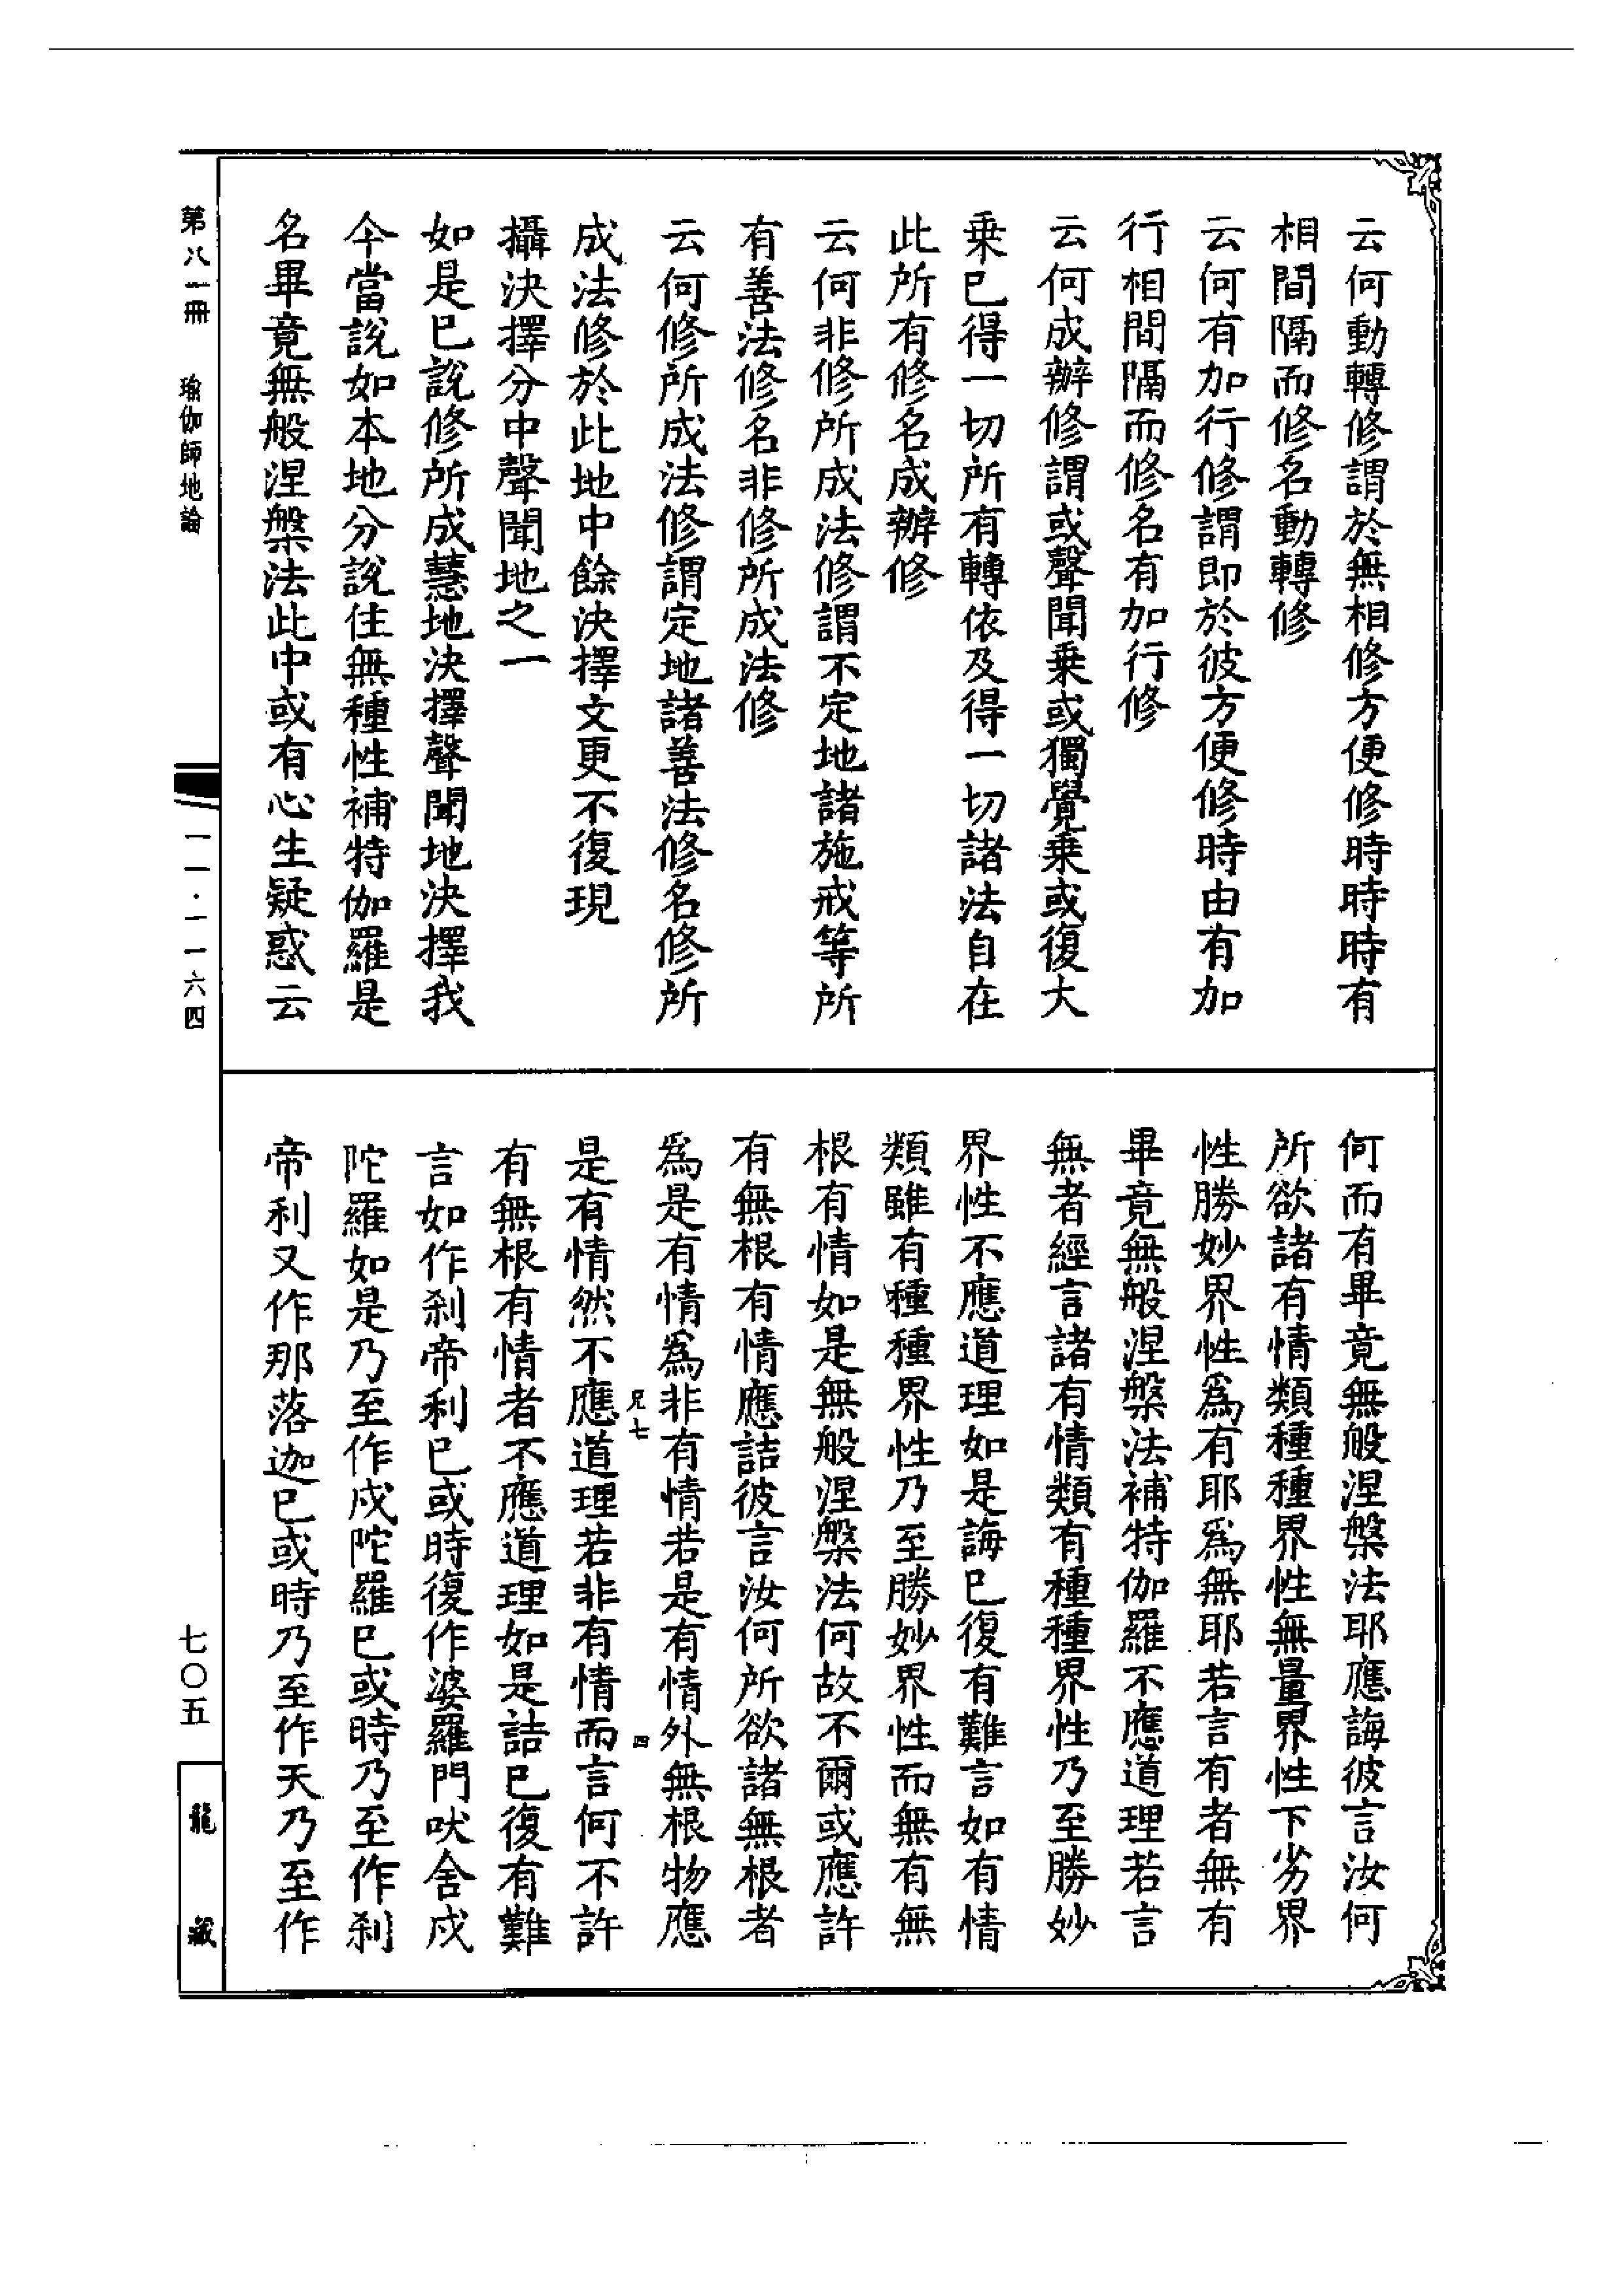 云何動轉修謂於無相修方便修時時時有
相間隔而修名動轉修
云何有加行修謂即於彼方便修時由有加
行相間隔而修名有加行修
云何成辦修謂或聲聞乗或獨覺乗或復大
乗已得一切所有轉依及得一切諸法自在
此所有修名成辦修
云何非修所成法修謂不定地諸施戒等所
有善法修名非修所成法修
云何修所成法修謂定地諸善法修名修所
成法修於此地中餘決擇文更不復現
攝決擇分中聲聞地之一
如是已說修所成慧地決擇聲聞地決擇我
今當說如本地分說住無種性補特伽羅是
名畢竟無般涅槃法此中或有心生疑惑云
何而有畢竟無般涅槃法耶應誨彼言汝何
所欲諸有情類種種界性無量界性下劣界
性勝妙界性爲有耶爲無耶若言有者無有
畢竟無般涅槃法補特伽羅不應道理若言
無者經言諸有情類有種種界性乃至勝妙
界性不應道理如是誨已復有難言如有情
類雖有種種界性乃至勝妙界性而無有無
根有情如是無般涅槃法何故不爾或應許
有無根有情應詰彼言汝何所欲諸無根者
爲是有情爲非有情若是有情外無根物應
兄七 四
是有情然不應道理若非有情而言何不許
有無根有情者不應道理如是詰已復有難
言如作刹帝利已或時復作婆羅門吠舍戍
陀羅如是乃至作戍陀羅已或時乃至作刹
帝利又作那落迦已或時乃至作天乃至作
第八一冊 瑜伽師地論
一一·一一六四
七〇五
龍藏